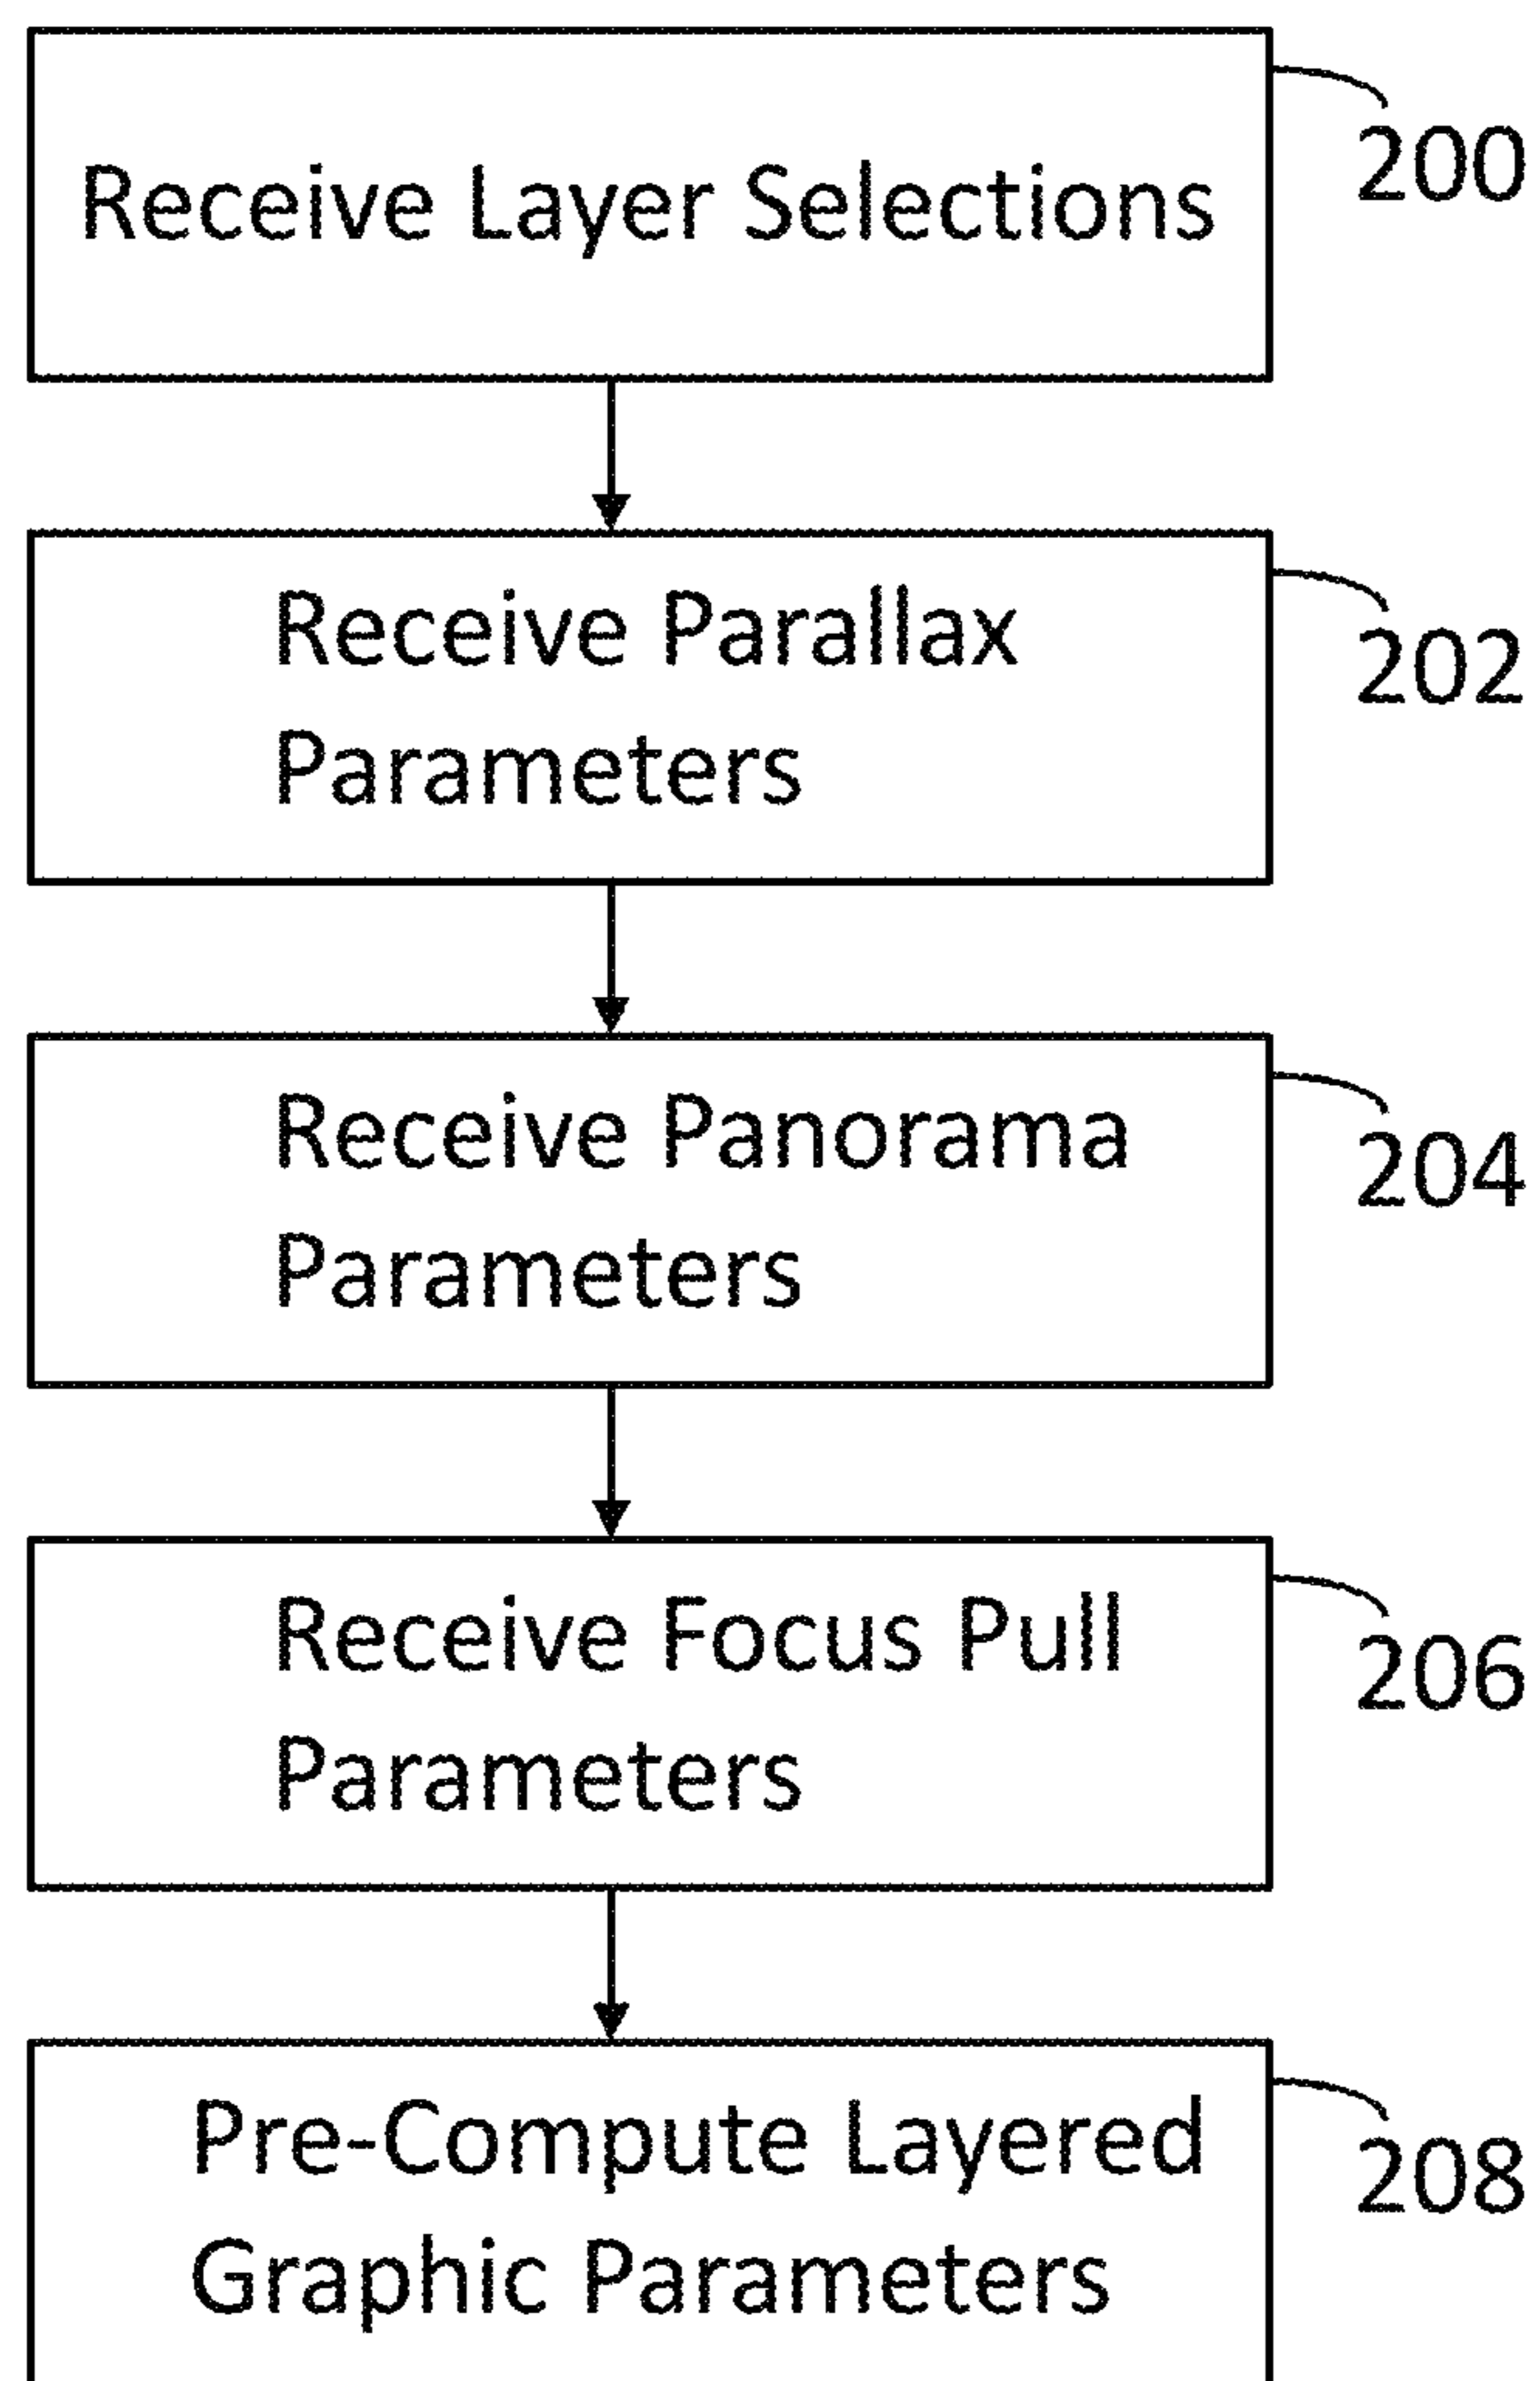 Receive Layer Selections
200
Receive Parallax
Parameters
202
Receive Panorama
Parameters
204
Receive Focus Pull
Parameters
206
Pre-Compute Layered
Graphic Parameters
208